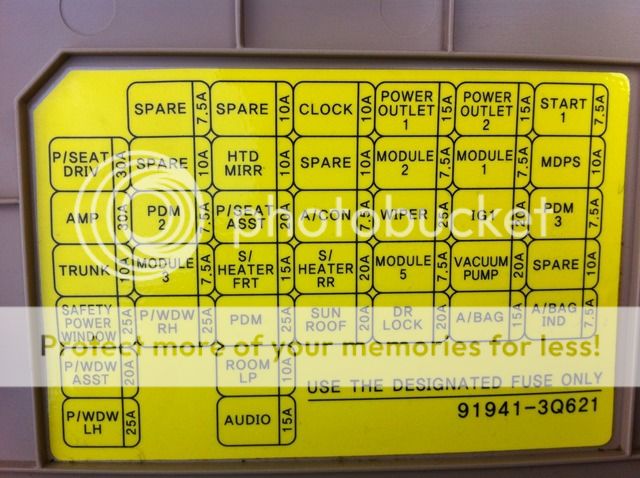 SPARE 7.5A
SPARE 10A
CLOCK 10A
POWER
OUTLET
1 15A
POWER
OUTLET
2 15A
START
1 7.5A
P/SEAT
DRIV 30A
SPARE 10A
HTD
MIRR 10A
SPARE 10A
MODULE
2 10A
MODULE
1 7.5A
MDPS 10A
AMP 30A
PDM
2 7.5A
P/SEAT
ASST
A/CON
WIPER 25A
IG1
PDM
3 7.5A
TRUNK 10A
MODULE
3 7.5A
S/
HEATER
FRT 15A
S/
HEATER
RR 20A
MODULE
5 7.5A
VACUUM
PUMP 20A
SPARE 10A
SAFETY
POWER
WINDOW 25A
P/WDW
RH 25A
PDM 25A
SUN
ROOF 20A
DR
LOCK 20A
A/BAG 15A
A/BAG
IND 7.5A
P/WDW
ASST 20A
ROOM
LP 10A
P/WDW
LH 25A
AUDIO 15A
USE THE DESIGNATED FUSE ONLY
91941-3Q621
photobucket
Protect more of your memories for less!